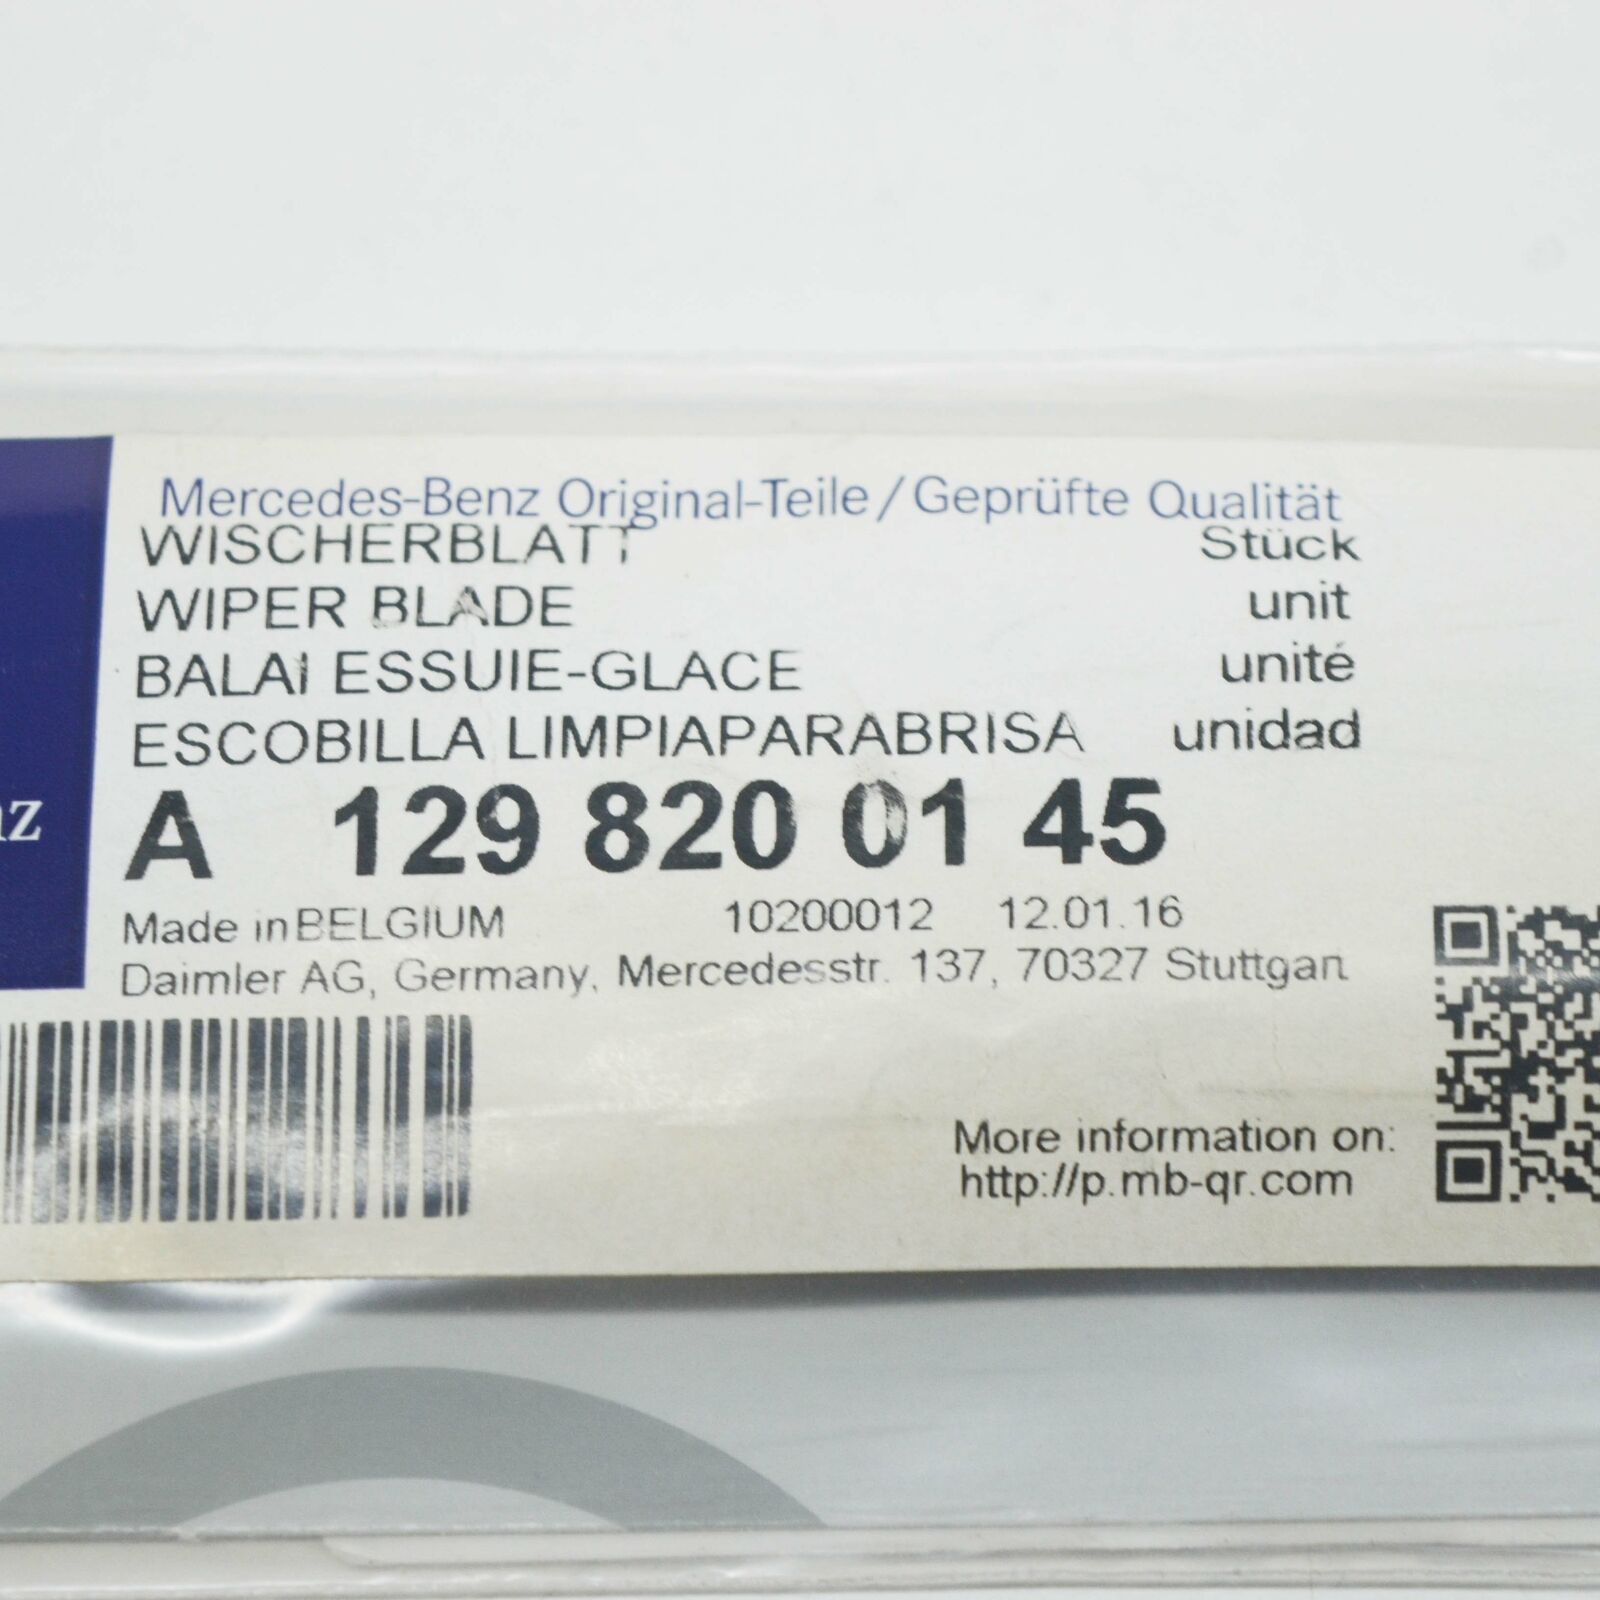 Mercedes-Benz Original-Teile/Geprüfte Qualität
WISCHERBLATT Stück
WIPER BLADE unit
BALAI ESSUIE-GLACE unité
ESCOBILLA LIMPIAPARABRISA unidad
nz
A 129 820 01 45
Made in BELGIUM 10200012 12.01.16
Daimler AG, Germany, Mercedesstr. 137, 70327 Stuttgart
More information on:
http://p.mb-qr.com